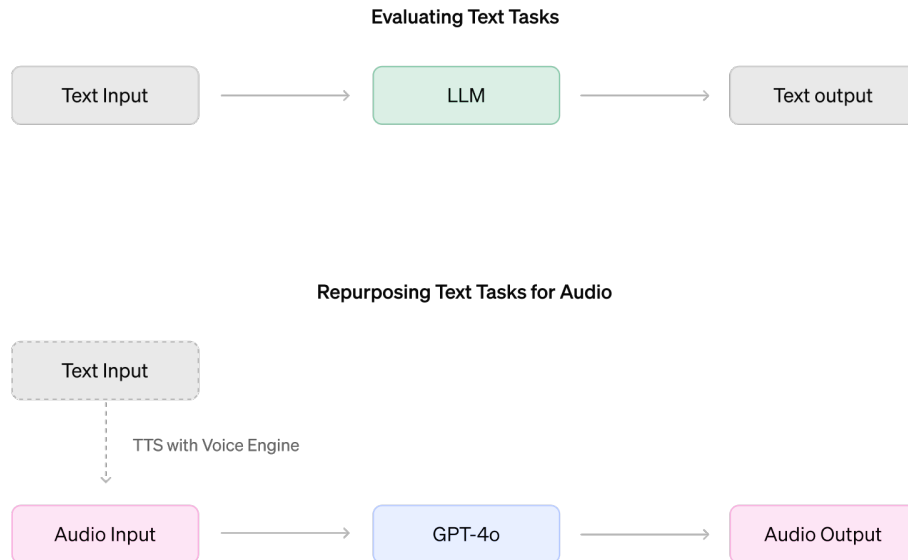 Evaluating Text Tasks
Text Input
LLM
Text output
Repurposing Text Tasks for Audio
Text Input
TTS with Voice Engine
Audio Input
GPT-4o
Audio Output